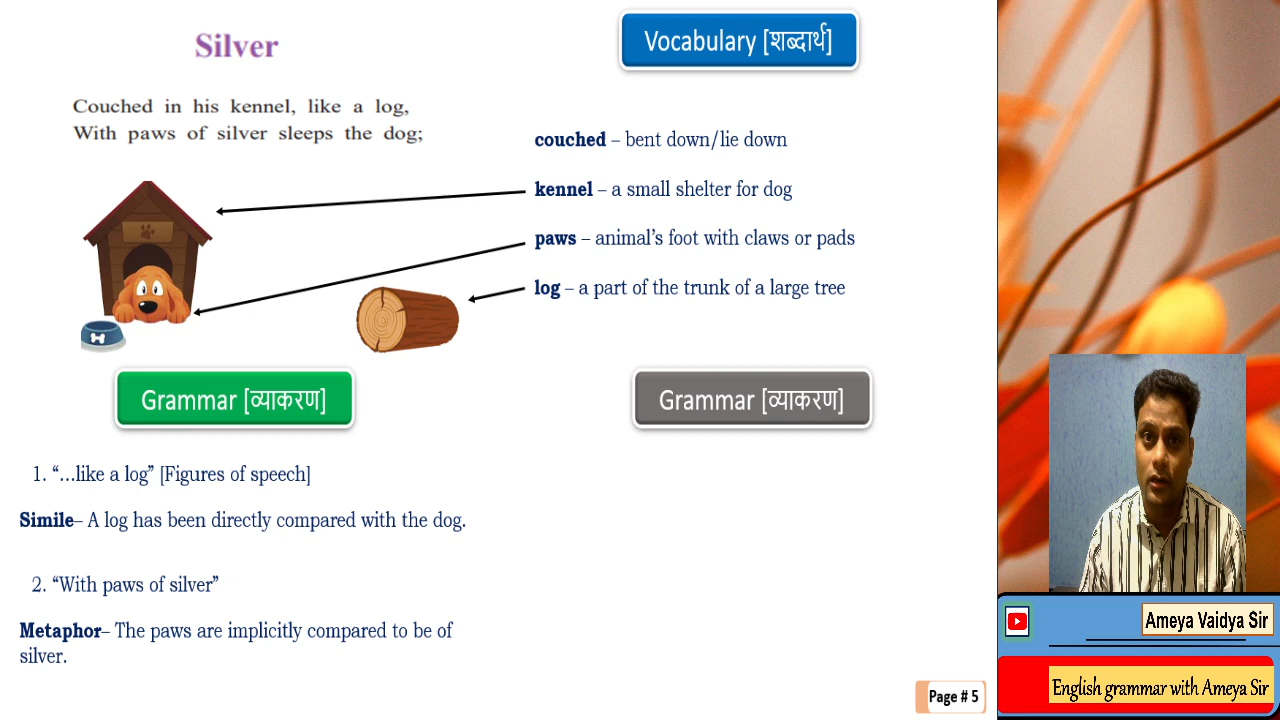 Silver
Vocabulary [शब्दार्थ]
Couched in his kennel, like a log,
With paws of silver sleeps the dog;
couched – bent down/lie down
kennel – a small shelter for dog
paws – animal’s foot with claws or pads
log – a part of the trunk of a large tree
Grammar [व्याकरण]
Grammar [व्याकरण]
1. “…like a log” [Figures of speech]
Simile– A log has been directly compared with the dog.
2. “With paws of silver”
Metaphor– The paws are implicitly compared to be of
silver.
Page # 5
Ameya Vaidya Sir
English grammar with Ameya Sir